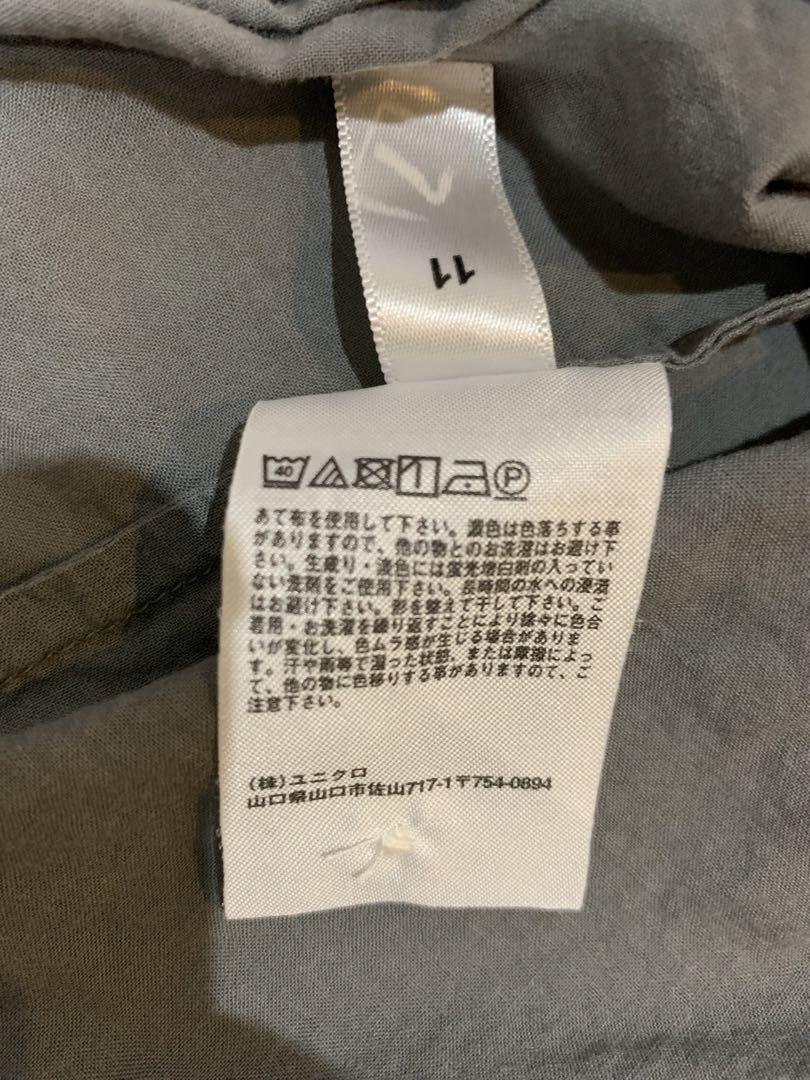 11
40 P
あて布を使用して下さい。濃色は色落ちする事
がありますので、他の物とのお洗濯はお避け下
さい。生成り・淡色には蛍光増白剤の入ってい
ない洗剤をご使用下さい。長時間の水への浸漬
はお避け下さい。形を整えて干して下さい。ご
着用・お洗濯を繰り返すことにより徐々に色合
いが変化し、色ムラ感が生じる場合がありま
す。汗や雨等で湿った状態、または摩擦によっ
て、他の物に色移りする事がありますので、ご
注意下さい。
(株)ユニクロ
山口県山口市佐山717-1〒754-0894